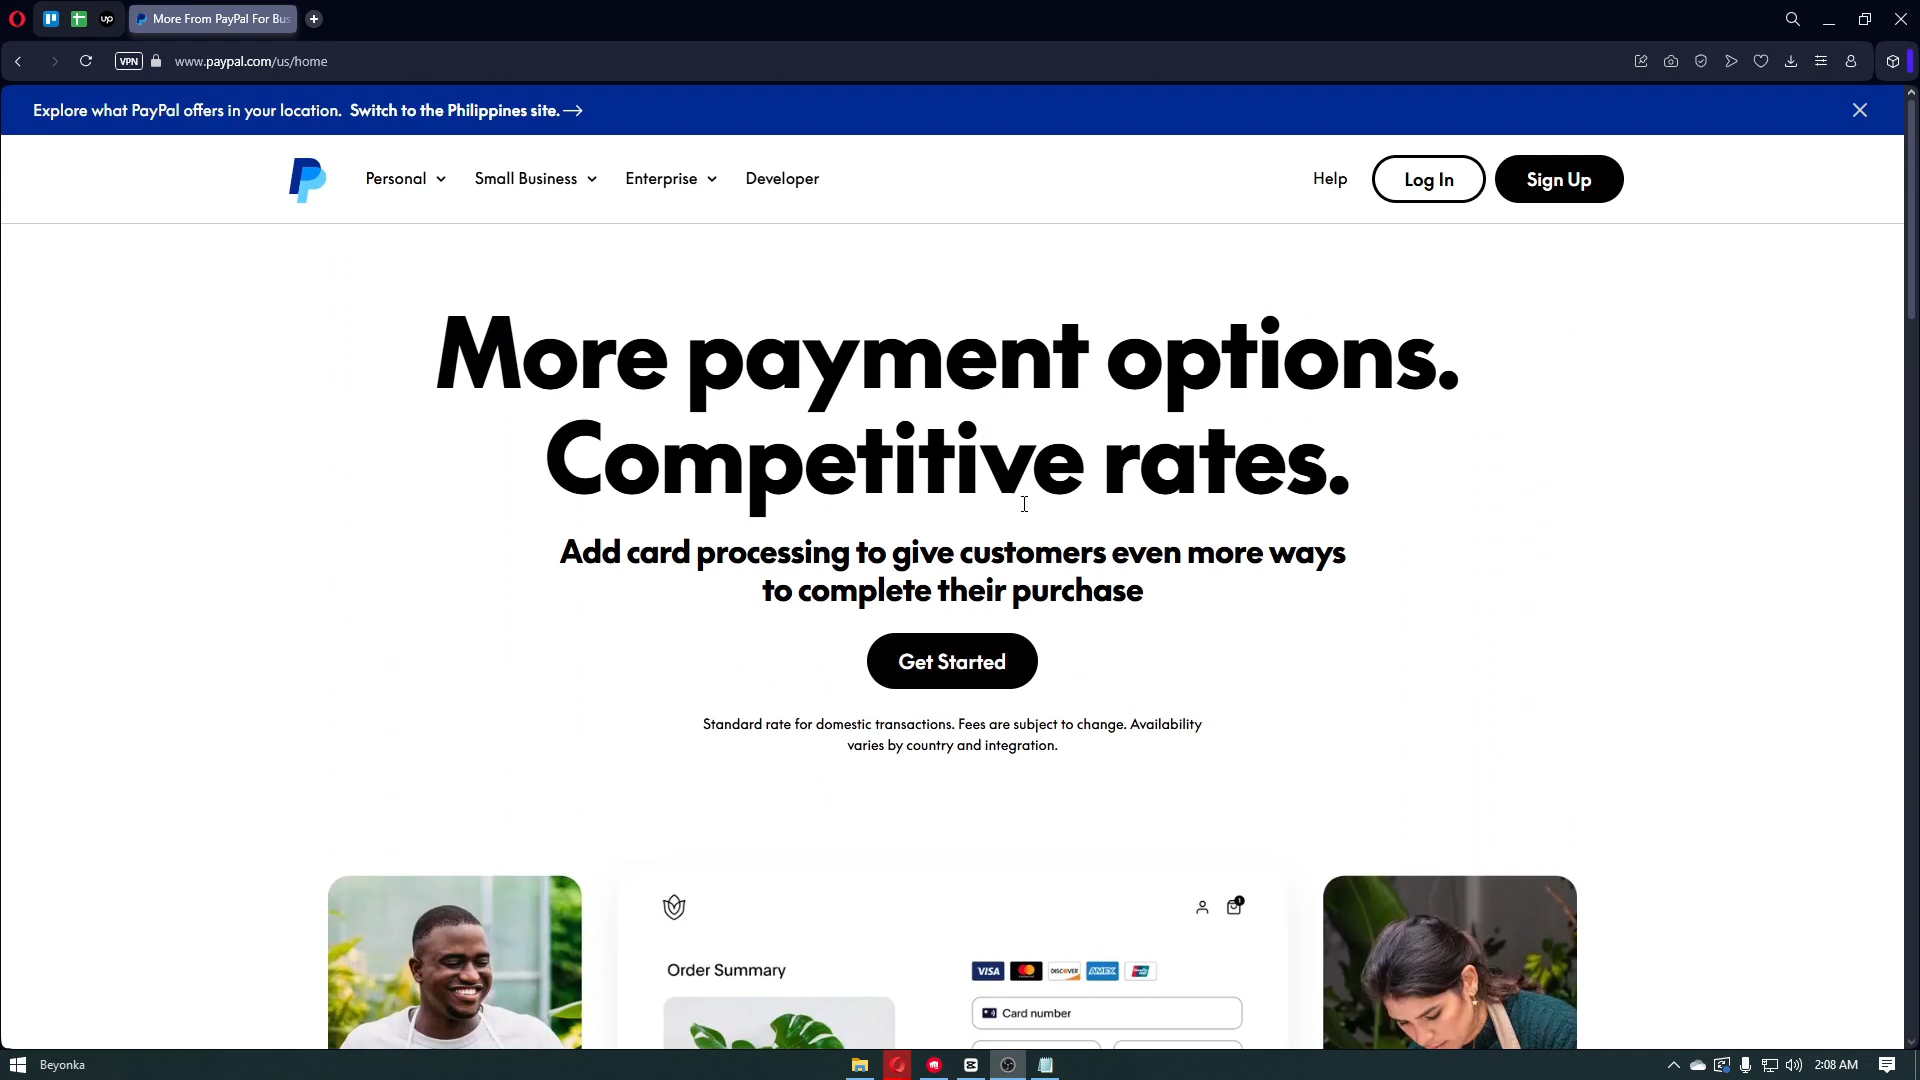 up
More From PayPal For Bus
VPN
www.paypal.com/us/home
Explore what PayPal offers in your location. Switch to the Philippines site.
Personal
Small Business
Enterprise
Developer
Help
Log In
Sign Up
More payment options.
Competitive rates.
Add card processing to give customers even more ways
to complete their purchase
Get Started
Standard rate for domestic transactions. Fees are subject to change. Availability
varies by country and integration.
1
Order Summary
VISA
DISCOVER
AMEX
Card number
Beyonka
2:08 AM